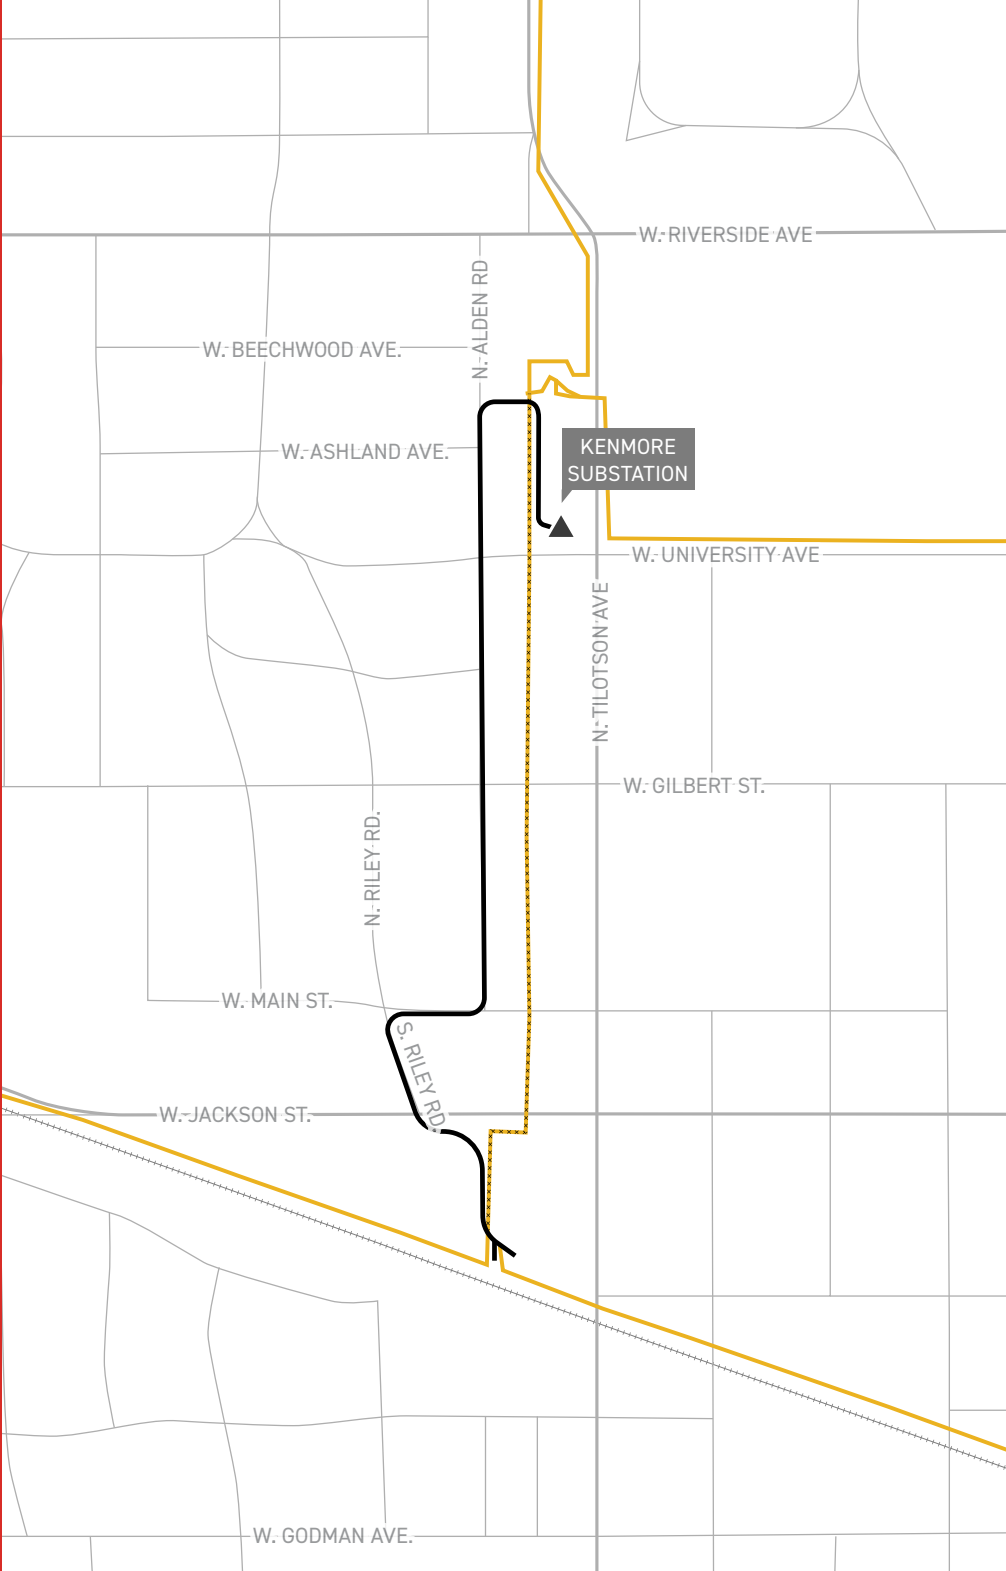 W. RIVERSIDE AVE
N. ALDEN RD
W. BEECHWOOD AVE.
KENMORE
SUBSTATION
W. ASHLAND AVE.
W. UNIVERSITY AVE
N. TILOTSON AVE
W. GILBERT ST.
N. RILEY RD.
W. MAIN ST.
S. RILEY RD.
W. JACKSON ST.
W. GODMAN AVE.